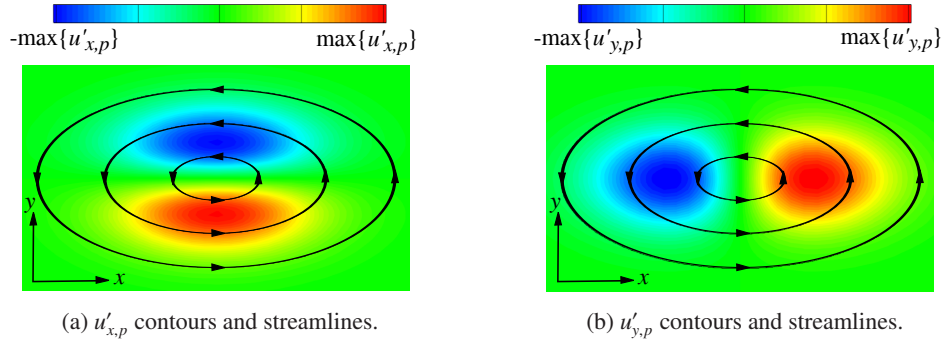 -max{u'x,p} max{u'x,p}
-max{u'y,p} max{u'y,p}
y
x
y
x
(a) u'x,p contours and streamlines.
(b) u'y,p contours and streamlines.